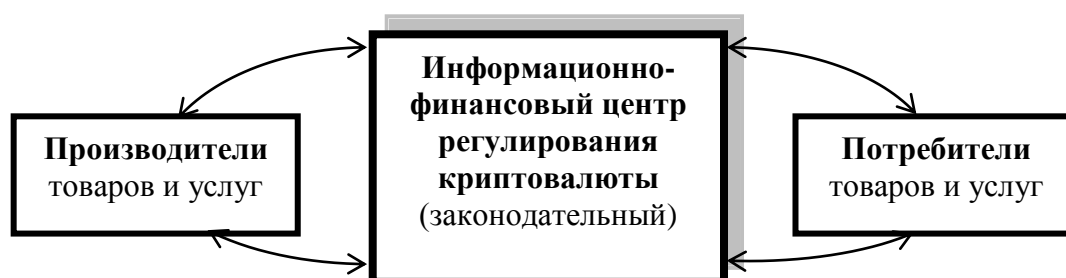 Производители
товаров и услуг
Информационно-
финансовый центр
регулирования
криптовалюты
(законодательный)
Потребители
товаров и услуг